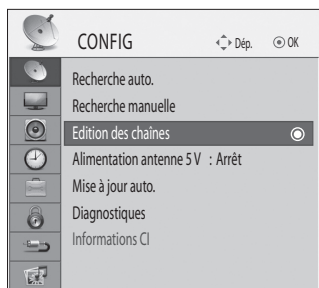 CONFIG Dép. OK
Recherche auto.
Recherche manuelle
Edition des chaînes
Alimentation antenne 5 V : Arrêt
Mise à jour auto.
Diagnostiques
Informations CI